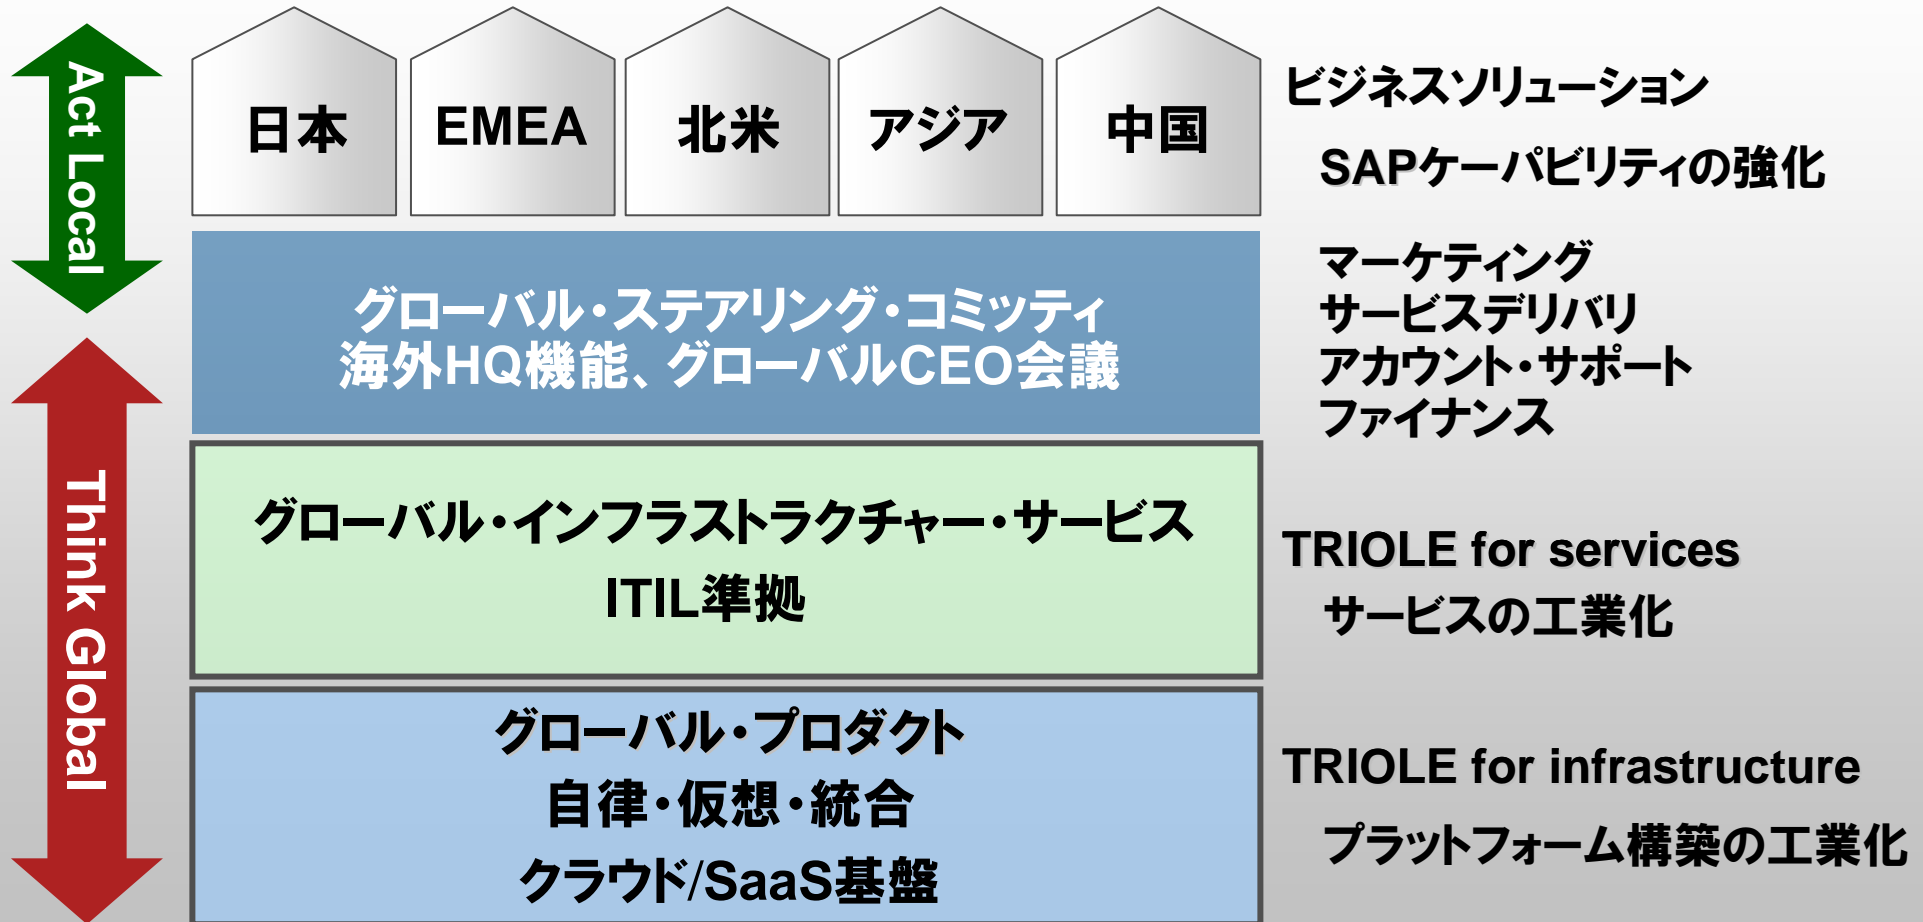 Act Local
日本
EMEA
北米
アジア
中国
ビジネスソリューション
SAPケーパビリティの強化
グローバル・ステアリング・コミッティ
海外HQ機能、グローバルCEO会議
マーケティング
サービスデリバリ
アカウント・サポート
ファイナンス
Think Global
グローバル・インフラストラクチャー・サービス
ITIL準拠
TRIOLE for services
サービスの工業化
グローバル・プロダクト
自律・仮想・統合
クラウド/SaaS基盤
TRIOLE for infrastructure
プラットフォーム構築の工業化